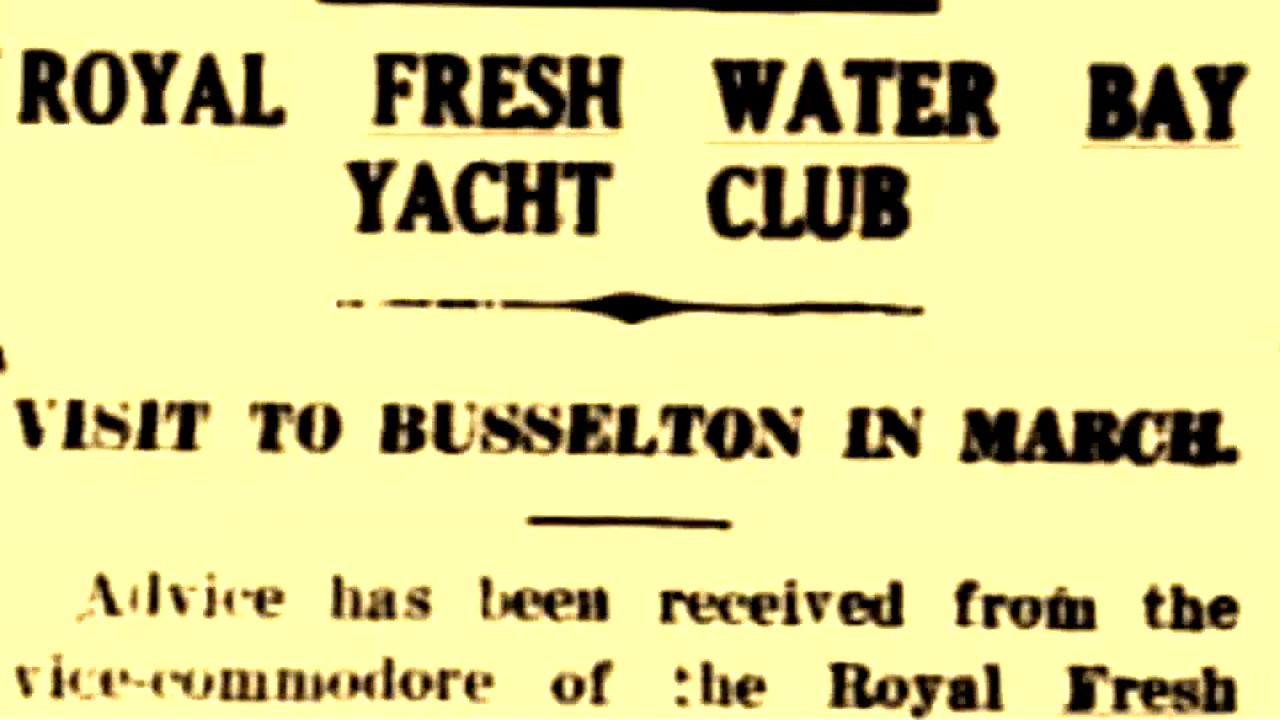 ROYAL FRESH WATER BAY
YACHT CLUB
VISIT TO BUSSELTON IN MARCH.
Advice has been received from the
vice-commodore of the Royal Fresh